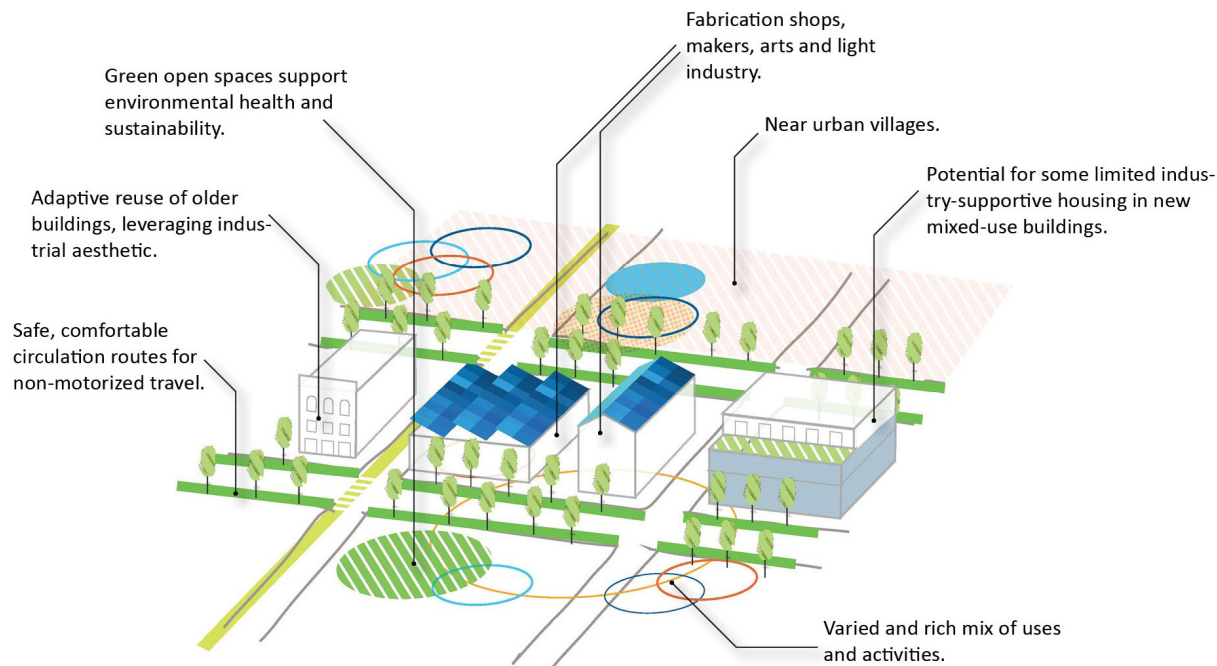 Fabrication shops,
makers, arts and light
industry.
Green open spaces support
environmental health and
sustainability.
Near urban villages.
Potential for some limited indus-
try-supportive housing in new
mixed-use buildings.
Adaptive reuse of older
buildings, leveraging indus-
trial aesthetic.
Safe, comfortable
circulation routes for
non-motorized travel.
Varied and rich mix of uses
and activities.